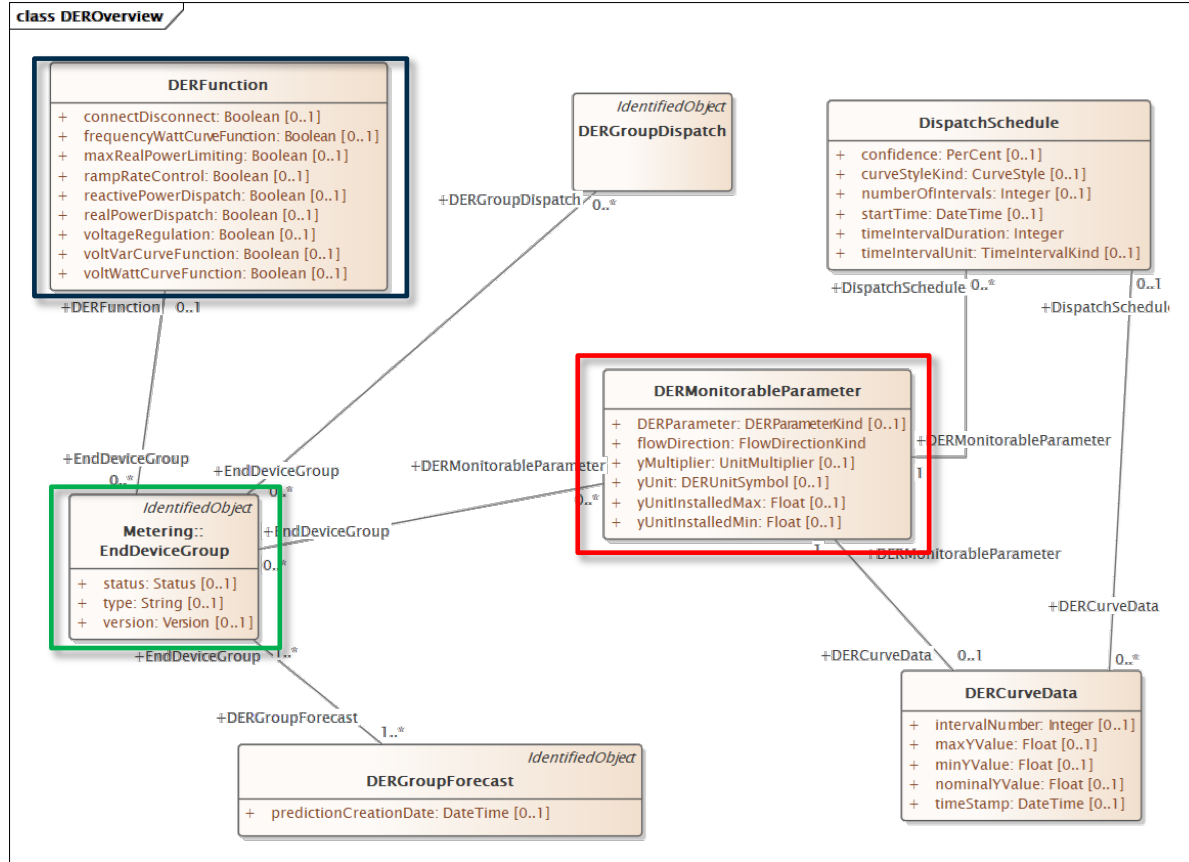 class DEROverview
DERFunction
+ connectDisconnect: Boolean [0..1]
+ frequencyWattCurveFunction: Boolean [0..1]
+ maxRealPowerLimiting: Boolean [0..1]
+ rampRateControl: Boolean [0..1]
+ reactivePowerDispatch: Boolean [0..1]
+ realPowerDispatch: Boolean [0..1]
+ voltageRegulation: Boolean [0..1]
+ voltVarCurveFunction: Boolean [0..1]
+ voltWattCurveFunction: Boolean [0..1]
+DERFunction 0..1
IdentifiedObject
DERGroupDispatch
+DERGroupDispatch 0..*
DispatchSchedule
+ confidence: PerCent [0..1]
+ curveStyleKind: CurveStyle [0..1]
+ numberOfIntervals: Integer [0..1]
+ startTime: DateTime [0..1]
+ timeIntervalDuration: Integer
+ timeIntervalUnit: TimeIntervalKind [0..1]
+DispatchSchedule 0..*
0..1
+DispatchSchedule
DERMonitorableParameter
+ DERParameter: DERParameterKind [0..1]
+ flowDirection: FlowDirectionKind
+ yMultiplier: UnitMultiplier [0..1]
+ yUnit: DERUnitSymbol [0..1]
+ yUnitInstalledMax: Float [0..1]
+ yUnitInstalledMin: Float [0..1]
+DERMonitorableParameter
1
+DERMonitorableParameter
0..*
1
+DERMonitorableParameter
+EndDeviceGroup
0..*
+EndDeviceGroup
0..*
IdentifiedObject
Metering::
EndDeviceGroup
+ status: Status [0..1]
+ type: String [0..1]
+ version: Version [0..1]
+EndDeviceGroup
0..*
+EndDeviceGroup 1..*
+DERGroupForecast
1..*
IdentifiedObject
DERGroupForecast
+ predictionCreationDate: DateTime [0..1]
+DERCurveData
0..*
+DERCurveData 0..1
DERCurveData
+ intervalNumber: Integer [0..1]
+ maxYValue: Float [0..1]
+ minYValue: Float [0..1]
+ nominalYValue: Float [0..1]
+ timeStamp: DateTime [0..1]